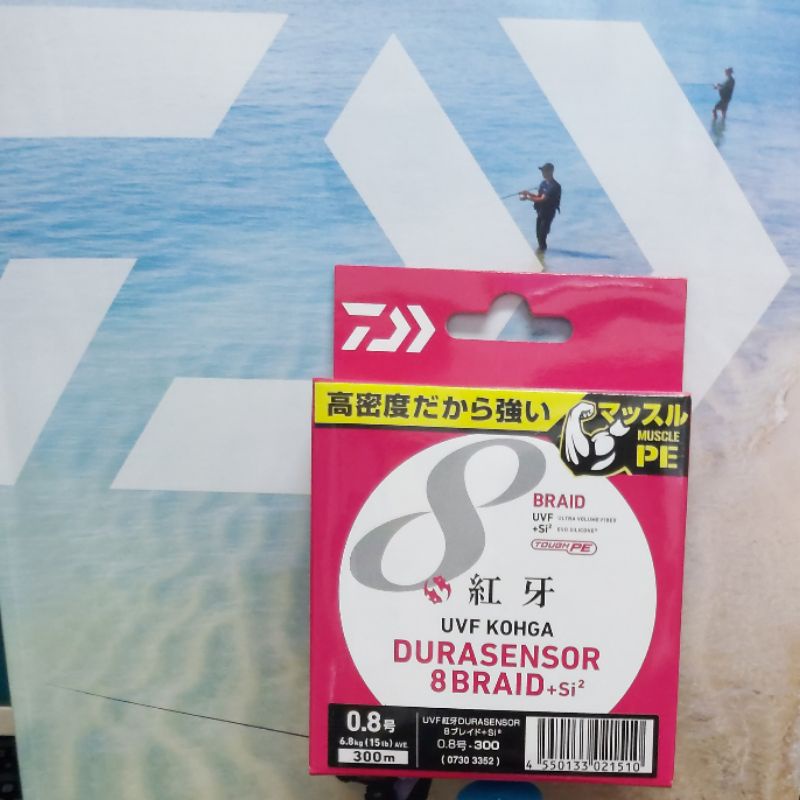 高密度だから強い
マッスル
MUSCLE
PE
8
BRAID
UVF ULTRA VOLUME FIBER
+Si² EVO SILICONE²
TOUGH PE
紅牙
UVF KOHGA
DURASENSOR
8BRAID+Si²
0.8号
6.8kg(15lb)AVE.
300m
UVF紅牙DURASENSOR
8ブレイド+Si²
0.8号-300
(0730 3352)
4 550133 021510